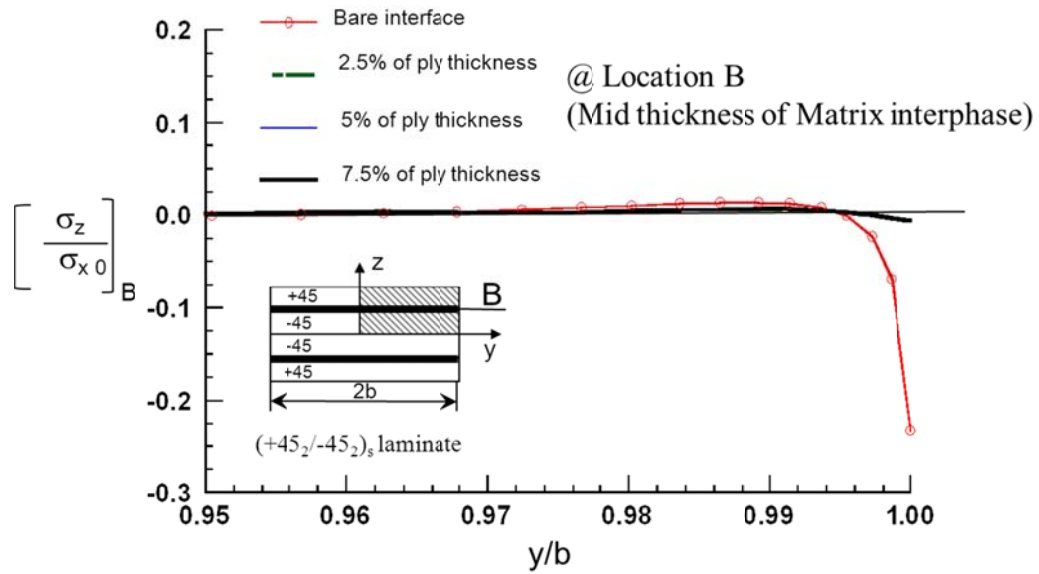 Bare interface
2.5% of ply thickness
5% of ply thickness
7.5% of ply thickness
@ Location B
(Mid thickness of Matrix interphase)
0.2
0.1
0.0
-0.1
-0.2
-0.3
[σz/σx 0]B
z
+45
B
-45
y
-45
+45
2b
(+45₂/-45₂)ₛ laminate
0.95 0.96 0.97 0.98 0.99 1.00
y/b